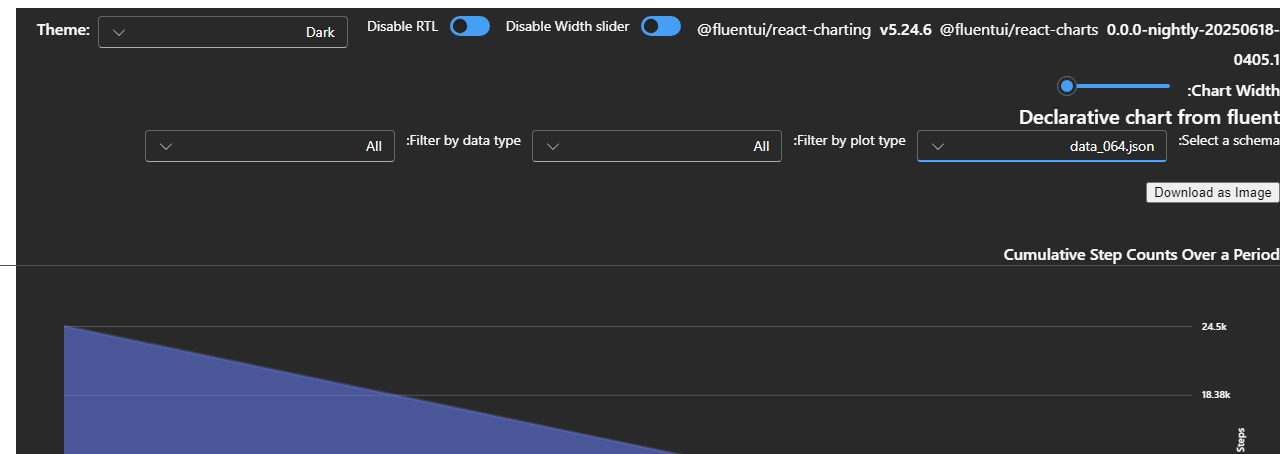 Theme: Dark Disable RTL Disable Width slider @fluentui/react-charting v5.24.6 @fluentui/react-charts 0.0.0-nightly-20250618-
0405.1
:Chart Width
Declarative chart from fluent
:Select a schema data_064.json :Filter by plot type All :Filter by data type All
Download as Image
Cumulative Step Counts Over a Period
24.5k
18.38k
Steps